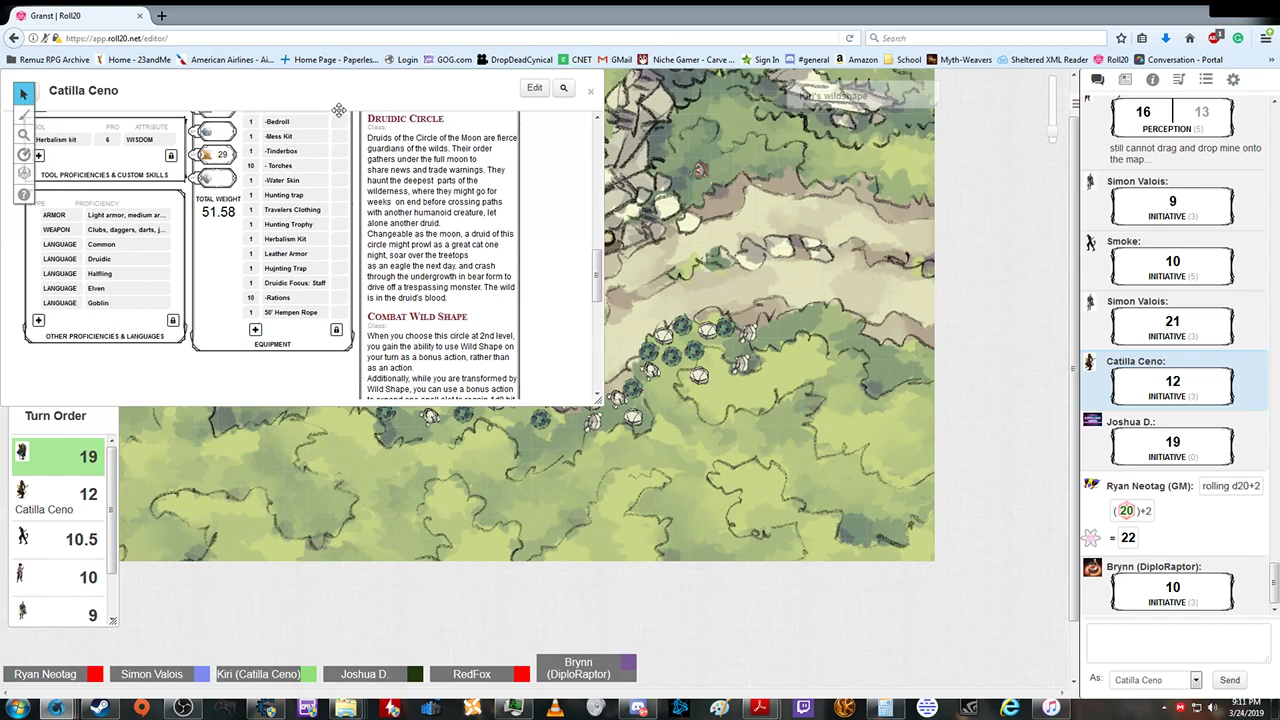 Granst | Roll20
https://app.roll20.net/editor/
Search
Remuz RPG Archive
Home - 23andMe
American Airlines - Ai...
Home Page - Paperles...
Login
GOG.com
DropDeadCynical
CNET
GMail
Niche Gamer - Carve ...
Sign In
#general
Amazon
School
Myth-Weavers
Sheltered XML Reader
Roll20
Conversation - Portal
Catilla Ceno
Edit
Kiri's wildshape
PRO
ATTRIBUTE
Herbalism kit
6
WISDOM
TOOL PROFICIENCIES & CUSTOM SKILLS
PROFICIENCY
ARMOR
Light armor, medium ar...
WEAPON
Clubs, daggers, darts, j...
LANGUAGE
Common
LANGUAGE
Druidic
LANGUAGE
Halfling
LANGUAGE
Elven
LANGUAGE
Goblin
OTHER PROFICIENCIES & LANGUAGES
29
TOTAL WEIGHT
51.58
1 -Bedroll
1 -Mess Kit
1 -Tinderbox
10 - Torches
1 -Water Skin
1 Hunting trap
1 Travelers Clothing
1 Hunting Trophy
1 Herbalism Kit
1 Leather Armor
1 Hujnting Trap
1 Druidic Focus: Staff
10 -Rations
1 50' Hempen Rope
EQUIPMENT
DRUIDIC CIRCLE
Class:
Druids of the Circle of the Moon are fierce
guardians of the wilds. Their order
gathers under the full moon to
share news and trade warnings. They
haunt the deepest parts of the
wilderness, where they might go for
weeks on end before crossing paths
with another humanoid creature, let
alone another druid.
Changeable as the moon, a druid of this
circle might prowl as a great cat one
night, soar over the treetops
as an eagle the next day, and crash
through the undergrowth in bear form to
drive off a trespassing monster. The wild
is in the druid's blood.
COMBAT WILD SHAPE
Class:
When you choose this circle at 2nd level,
you gain the ability to use Wild Shape on
your turn as a bonus action, rather than
as an action.
Additionally, while you are transformed by
Wild Shape, you can use a bonus action
Turn Order
19
12
Catilla Ceno
10.5
10
9
16
13
PERCEPTION (5)
still cannot drag and drop mine onto
the map...
Simon Valois:
9
INITIATIVE (3)
Smoke:
10
INITIATIVE (5)
Simon Valois:
21
INITIATIVE (3)
Catilla Ceno:
12
INITIATIVE (3)
Joshua D.:
19
INITIATIVE (0)
Ryan Neotag (GM):
rolling d20+2
(20)+2
= 22
Brynn (DiploRaptor):
10
INITIATIVE (3)
As:
Catilla Ceno
Send
Ryan Neotag
Simon Valois
Kiri (Catilla Ceno)
Joshua D.
RedFox
Brynn
(DiploRaptor)
9:11 PM
3/24/2019